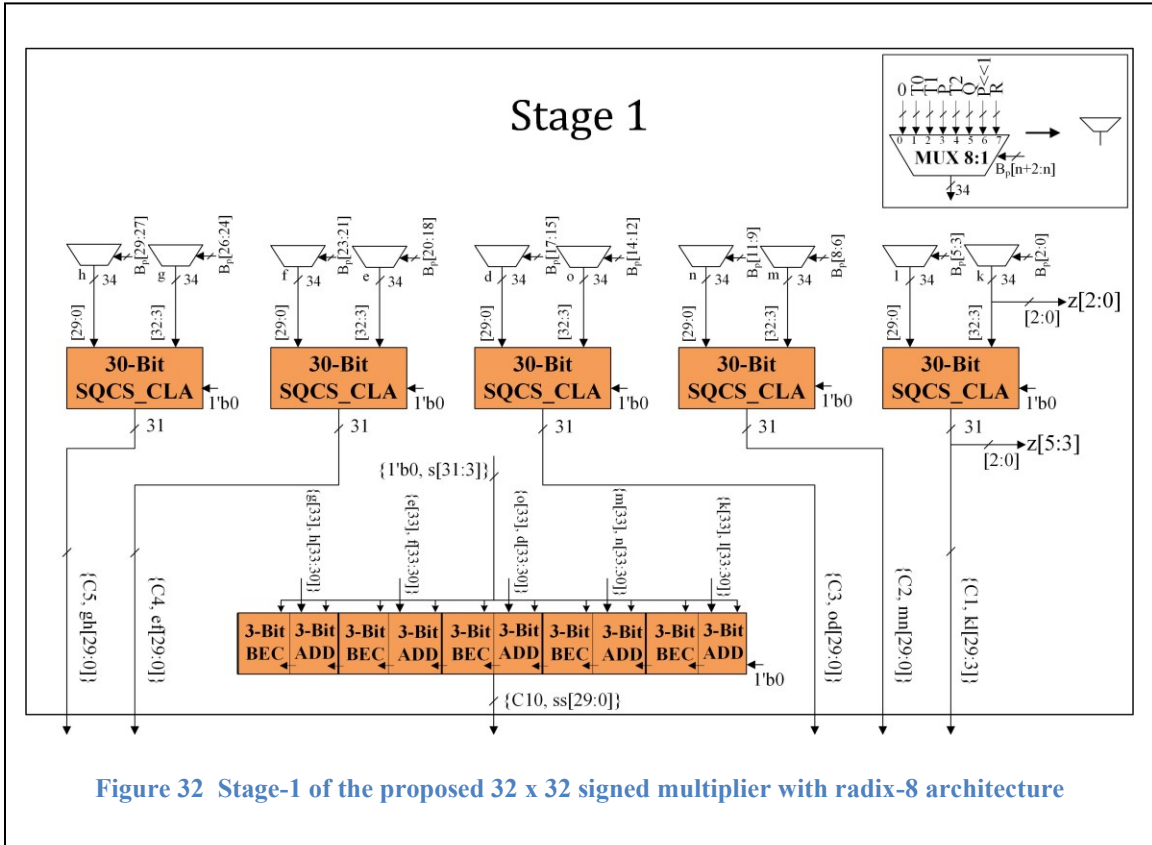 Stage 1
0
T0
T1
P
T2
Q
P<<1
R
0 1 2 3 4 5 6 7
MUX 8:1
Bp[n+2:n]
34
h
34
Bp[29:27]
g
34
Bp[26:24]
f
34
Bp[23:21]
e
34
Bp[20:18]
d
34
Bp[17:15]
o
34
Bp[14:12]
n
34
Bp[11:9]
m
34
Bp[8:6]
l
34
Bp[5:3]
k
34
Bp[2:0]
z[2:0]
[2:0]
[29:0]
[32:3]
[29:0]
[32:3]
[29:0]
[32:3]
[29:0]
[32:3]
[29:0]
[32:3]
30-Bit
SQCS_CLA
1'b0
30-Bit
SQCS_CLA
1'b0
30-Bit
SQCS_CLA
1'b0
30-Bit
SQCS_CLA
1'b0
30-Bit
SQCS_CLA
1'b0
31
31
31
31
31
z[5:3]
[2:0]
{1'b0, s[31:3]}
{g[33], h[33:30]}
{e[33], f[33:30]}
{o[33], d[33:30]}
{m[33], n[33:30]}
{k[33], l[33:30]}
3-Bit
BEC
3-Bit
ADD
3-Bit
BEC
3-Bit
ADD
3-Bit
BEC
3-Bit
ADD
3-Bit
BEC
3-Bit
ADD
3-Bit
BEC
3-Bit
ADD
1'b0
{C5, gh[29:0]}
{C4, ef[29:0]}
{C10, ss[29:0]}
{C3, od[29:0]}
{C2, mn[29:0]}
{C1, kl[29:3]}
Figure 32 Stage-1 of the proposed 32 x 32 signed multiplier with radix-8 architecture